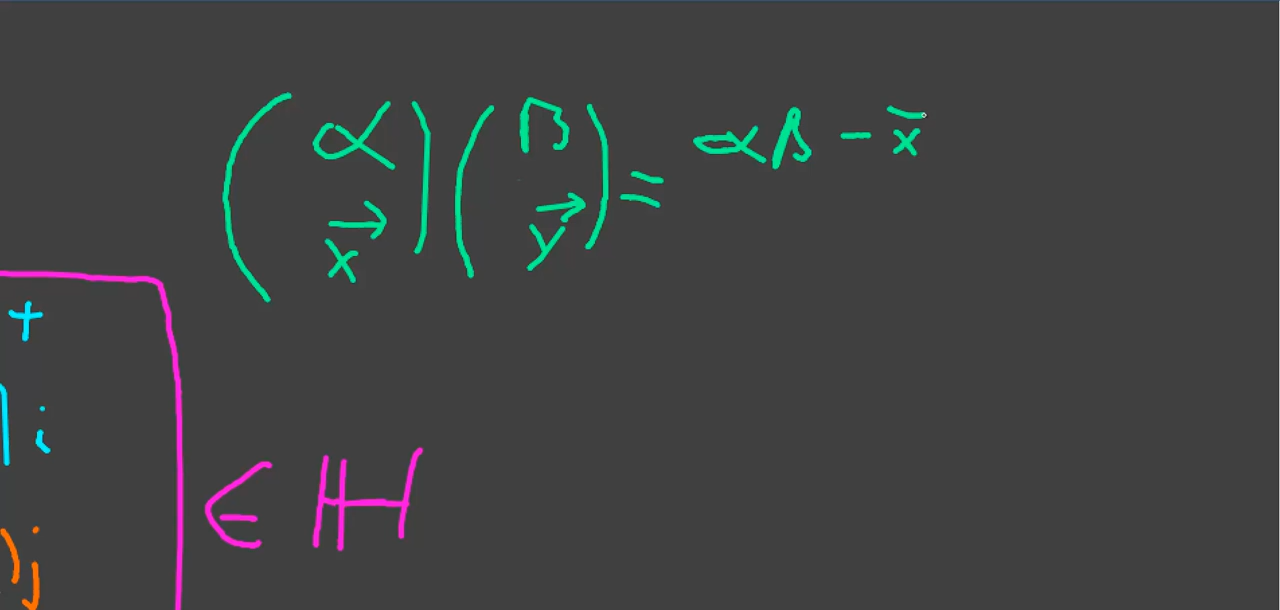 (α) (β) = αβ − x̄
(x⃗) (y⃗)
+
i
∈ ℍ
j